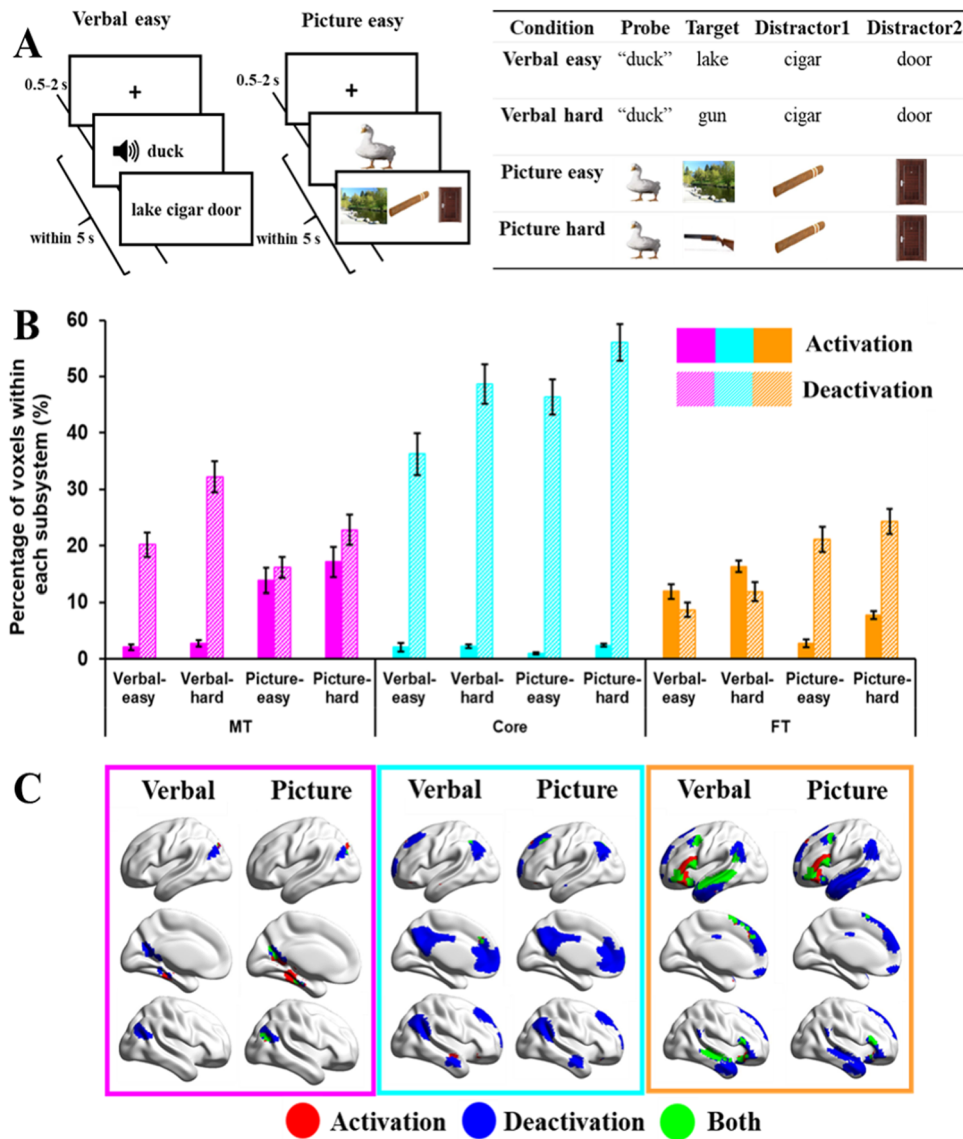 A
Verbal easy
Picture easy
0.5-2 s
+
duck
lake cigar door
within 5 s
0.5-2 s
+
within 5 s
Condition Probe Target Distractor1 Distractor2
Verbal easy “duck” lake cigar door
Verbal hard “duck” gun cigar door
Picture easy
Picture hard
B
Percentage of voxels within
each subsystem (%)
60
50
40
30
20
10
0
Activation
Deactivation
Verbal-
easy
Verbal-
hard
Picture-
easy
Picture-
hard
Verbal-
easy
Verbal-
hard
Picture-
easy
Picture-
hard
Verbal-
easy
Verbal-
hard
Picture-
easy
Picture-
hard
MT
Core
FT
C
Verbal Picture
Verbal Picture
Verbal Picture
Activation Deactivation Both